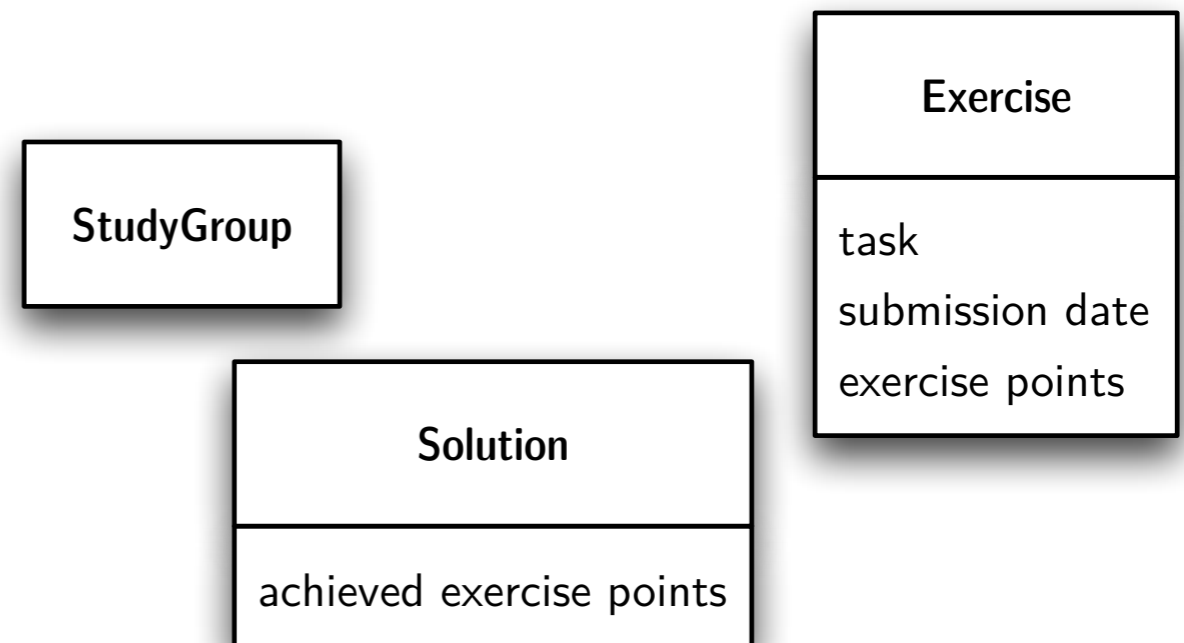 StudyGroup
Exercise
task
submission date
exercise points
Solution
achieved exercise points